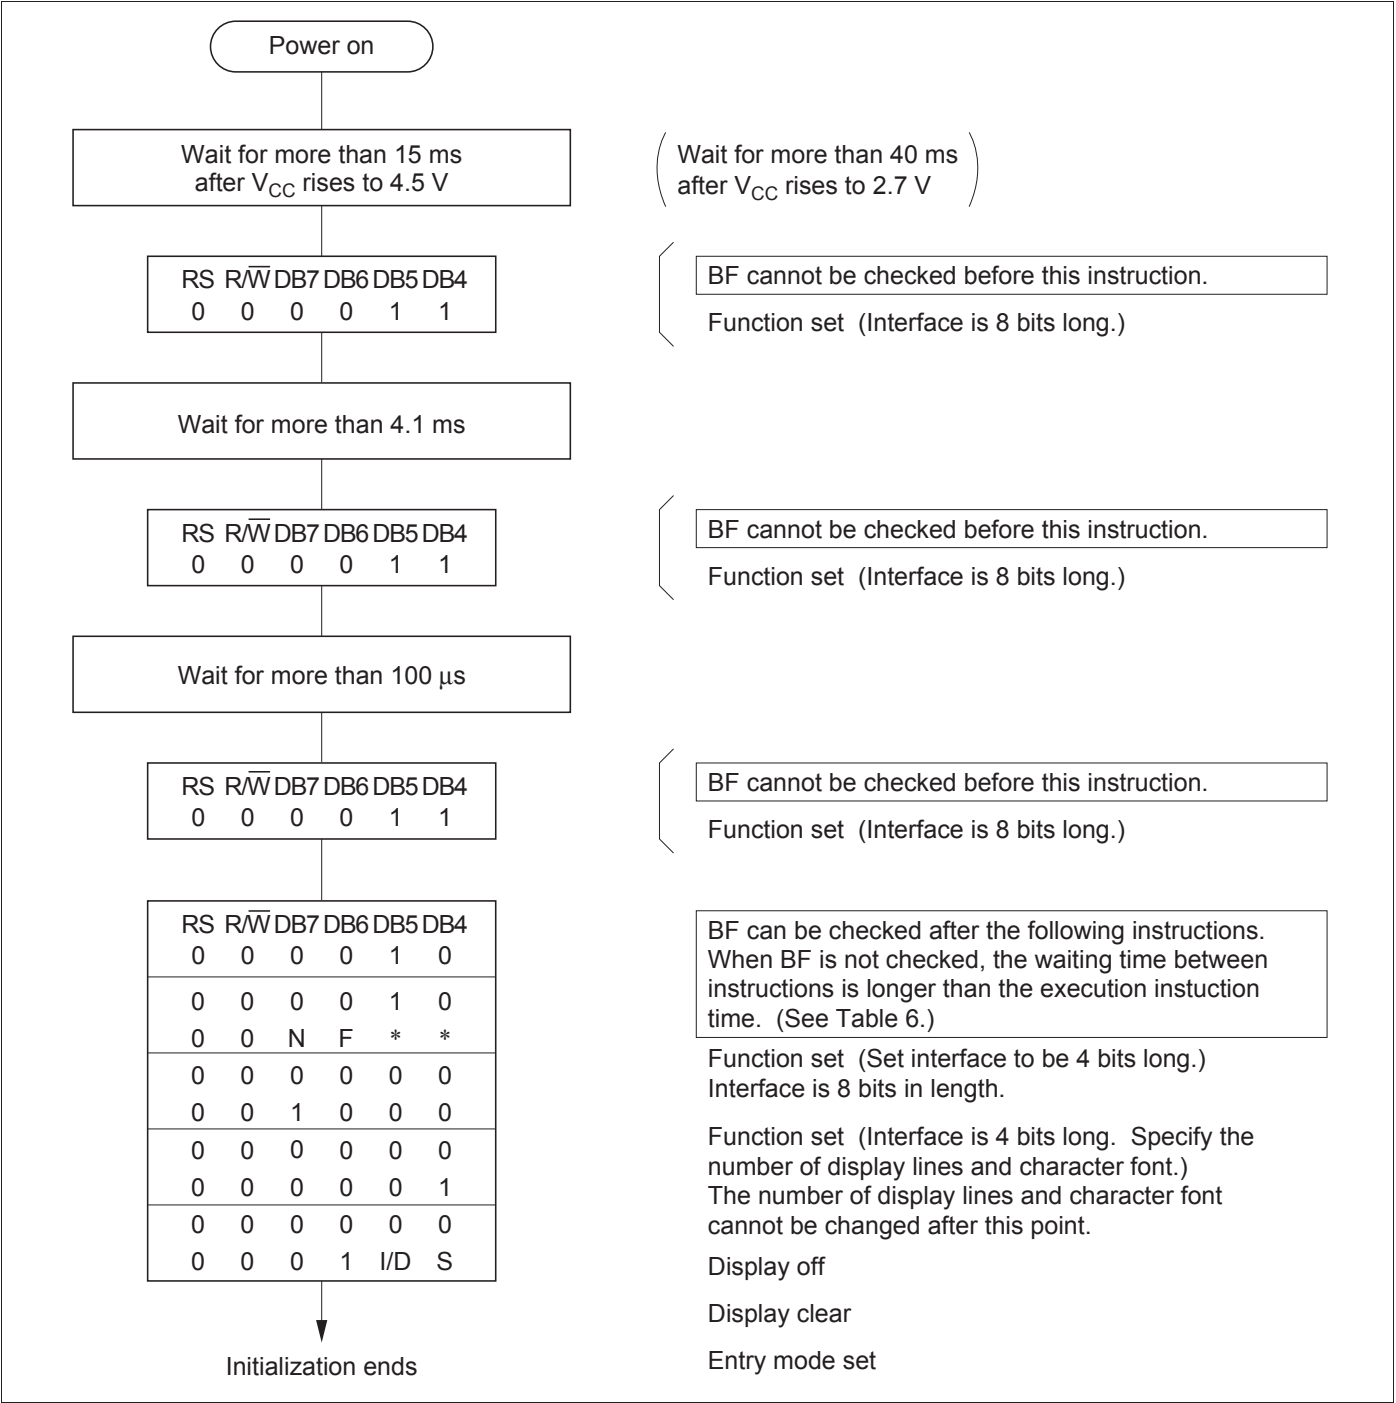 Power on
Wait for more than 15 ms
after VCC rises to 4.5 V
Wait for more than 40 ms
after VCC rises to 2.7 V
RS R/W̅ DB7 DB6 DB5 DB4
0 0 0 0 1 1
BF cannot be checked before this instruction.
Function set (Interface is 8 bits long.)
Wait for more than 4.1 ms
RS R/W̅ DB7 DB6 DB5 DB4
0 0 0 0 1 1
BF cannot be checked before this instruction.
Function set (Interface is 8 bits long.)
Wait for more than 100 μs
RS R/W̅ DB7 DB6 DB5 DB4
0 0 0 0 1 1
BF cannot be checked before this instruction.
Function set (Interface is 8 bits long.)
RS R/W̅ DB7 DB6 DB5 DB4
0 0 0 0 1 0
0 0 0 0 1 0
0 0 N F * *
0 0 0 0 0 0
0 0 1 0 0 0
0 0 0 0 0 0
0 0 0 0 0 1
0 0 0 0 0 0
0 0 0 1 I/D S
BF can be checked after the following instructions.
When BF is not checked, the waiting time between
instructions is longer than the execution instuction
time. (See Table 6.)
Function set (Set interface to be 4 bits long.)
Interface is 8 bits in length.
Function set (Interface is 4 bits long. Specify the
number of display lines and character font.)
The number of display lines and character font
cannot be changed after this point.
Display off
Display clear
Entry mode set
Initialization ends